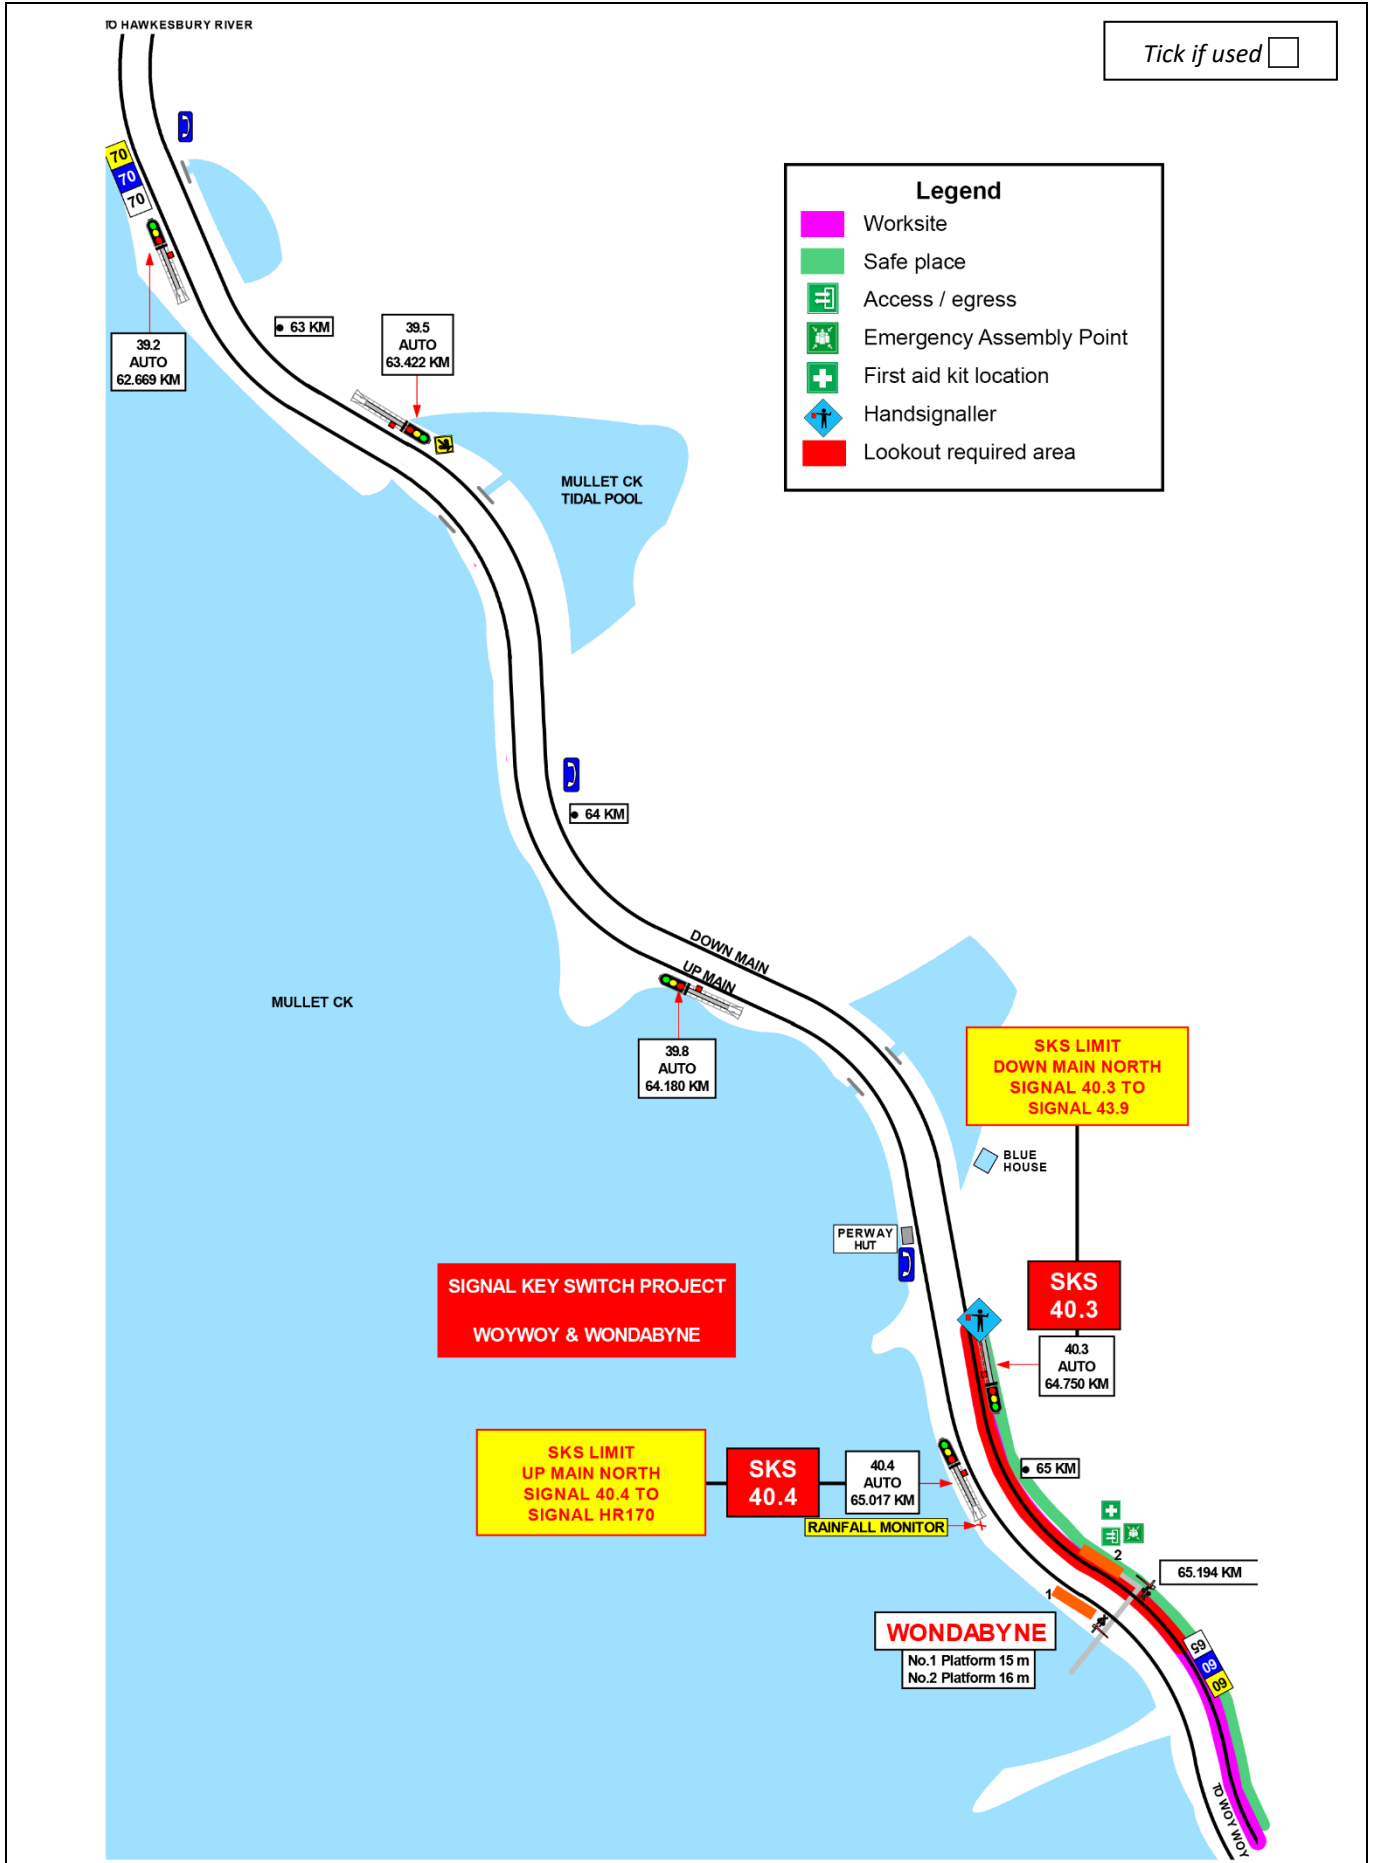 TO HAWKESBURY RIVER
Tick if used
70
70
70
Legend
Worksite
Safe place
Access / egress
Emergency Assembly Point
First aid kit location
Handsignaller
Lookout required area
63 KM
39.2
AUTO
62.669 KM
39.5
AUTO
63.422 KM
MULLET CK
TIDAL POOL
64 KM
DOWN MAIN
UP MAIN
MULLET CK
39.8
AUTO
64.180 KM
SKS LIMIT
DOWN MAIN NORTH
SIGNAL 40.3 TO
SIGNAL 43.9
BLUE
HOUSE
PERWAY
HUT
SIGNAL KEY SWITCH PROJECT
WOYWOY & WONDABYNE
SKS
40.3
40.3
AUTO
64.750 KM
SKS LIMIT
UP MAIN NORTH
SIGNAL 40.4 TO
SIGNAL HR170
SKS
40.4
40.4
AUTO
65.017 KM
65 KM
RAINFALL MONITOR
2
65.194 KM
1
WONDABYNE
No.1 Platform 15 m
No.2 Platform 16 m
65
60
60
TO WOY WOY